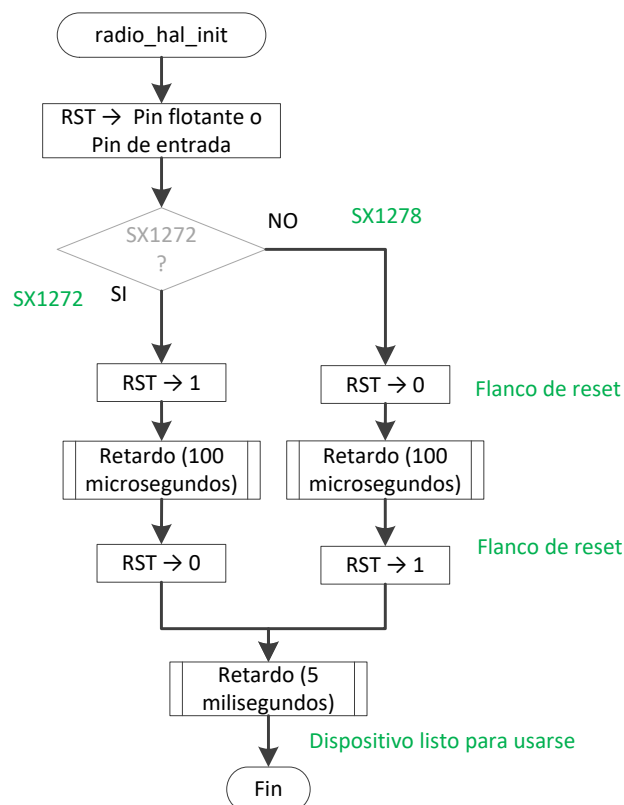 radio_hal_init
RST → Pin flotante o
Pin de entrada
NO
SX1278
SX1272
?
SX1272
SI
RST → 1
RST → 0
Flanco de reset
Retardo (100
microsegundos)
Retardo (100
microsegundos)
RST → 0
RST → 1
Flanco de reset
Retardo (5
milisegundos)
Dispositivo listo para usarse
Fin